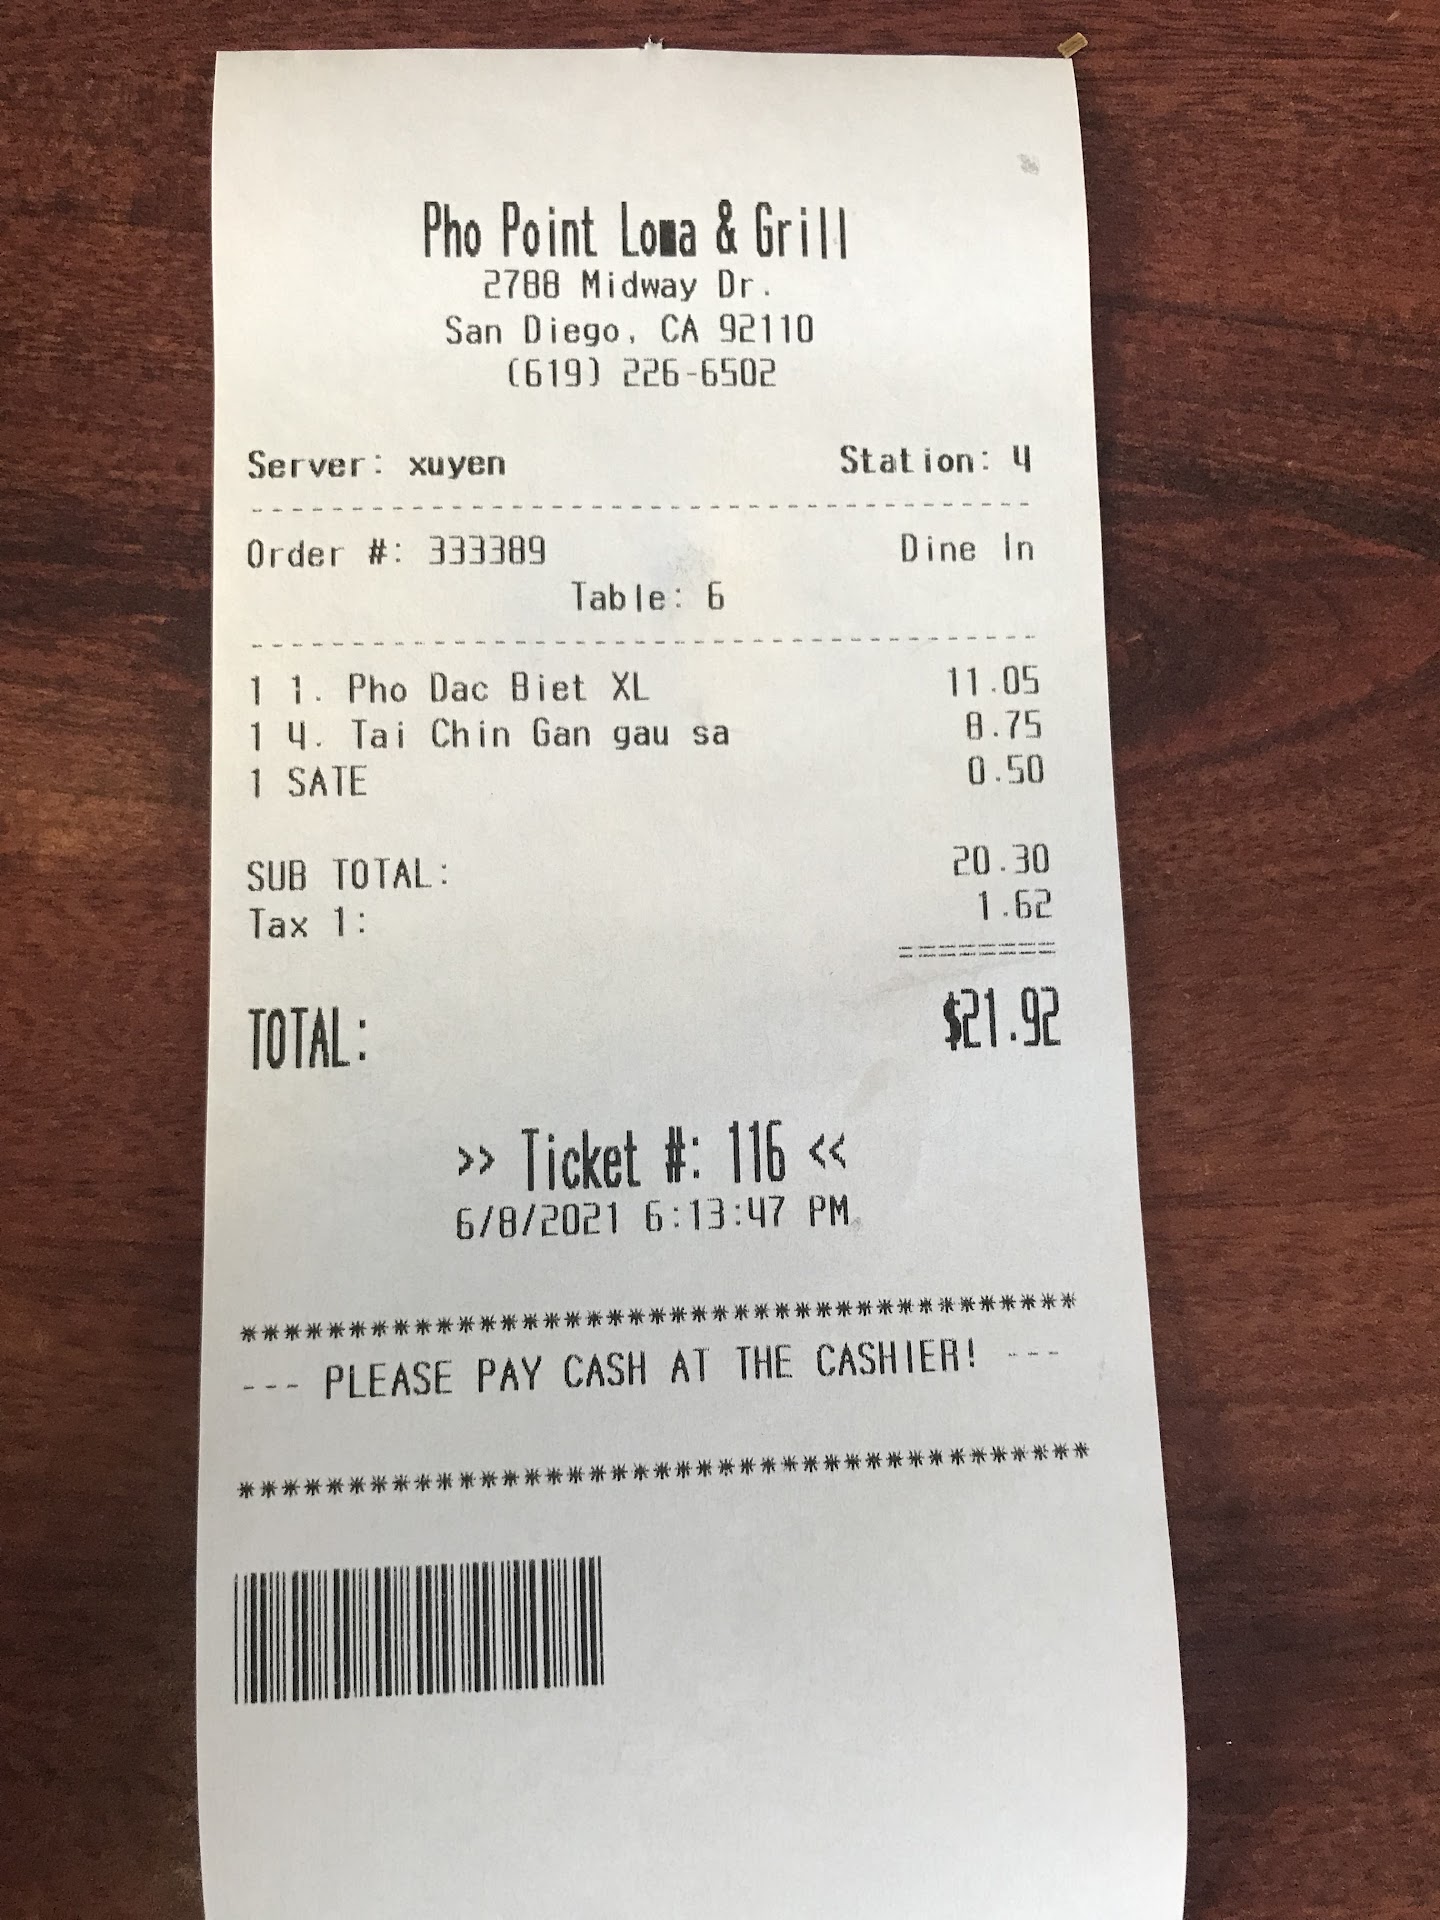 Pho Point Loma & Grill
2788 Midway Dr.
San Diego, CA 92110
(619) 226-6502
Server: xuyen Station: 4
Order #: 333389 Dine In
Table: 6
1 1. Pho Dac Biet XL 11.05
1 4. Tai Chin Gan gau sa 8.75
1 SATE 0.50
SUB TOTAL: 20.30
Tax 1: 1.62
========
TOTAL: $21.92
>> Ticket #: 116 <<
6/8/2021 6:13:47 PM
****************************************
--- PLEASE PAY CASH AT THE CASHIER! ---
****************************************